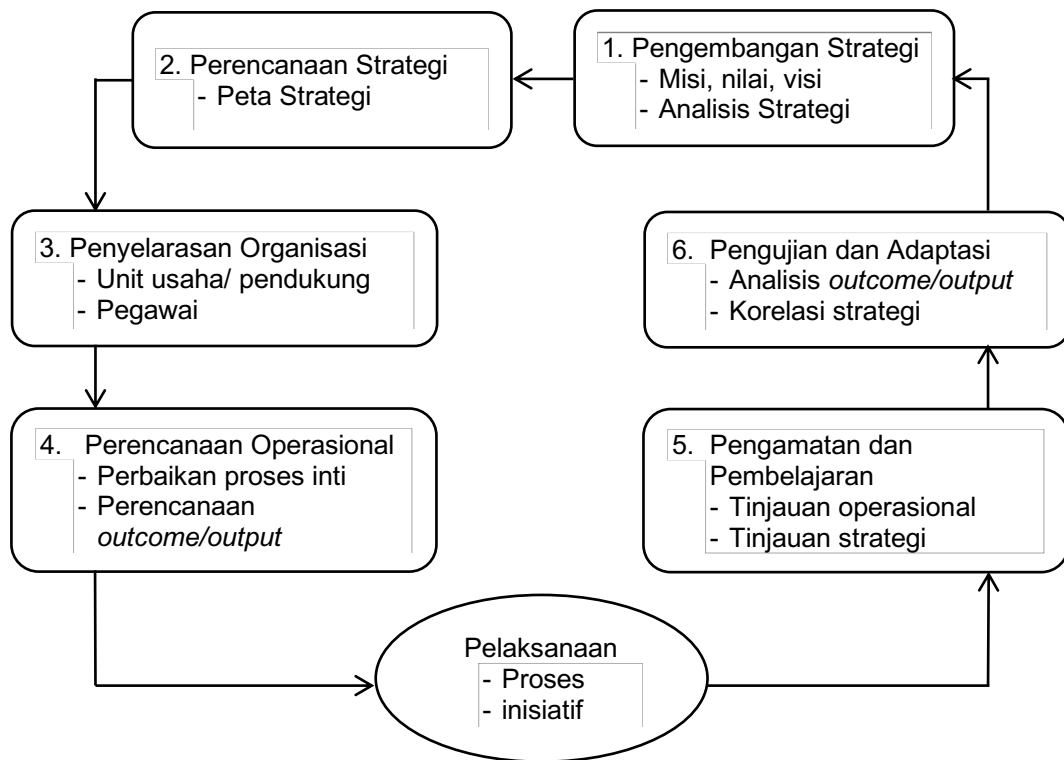 1. Pengembangan Strategi
- Misi, nilai, visi
- Analisis Strategi
2. Perencanaan Strategi
- Peta Strategi
3. Penyelarasan Organisasi
- Unit usaha/ pendukung
- Pegawai
4. Perencanaan Operasional
- Perbaikan proses inti
- Perencanaan
outcome/output
Pelaksanaan
- Proses
- inisiatif
5. Pengamatan dan
Pembelajaran
- Tinjauan operasional
- Tinjauan strategi
6. Pengujian dan Adaptasi
- Analisis outcome/output
- Korelasi strategi